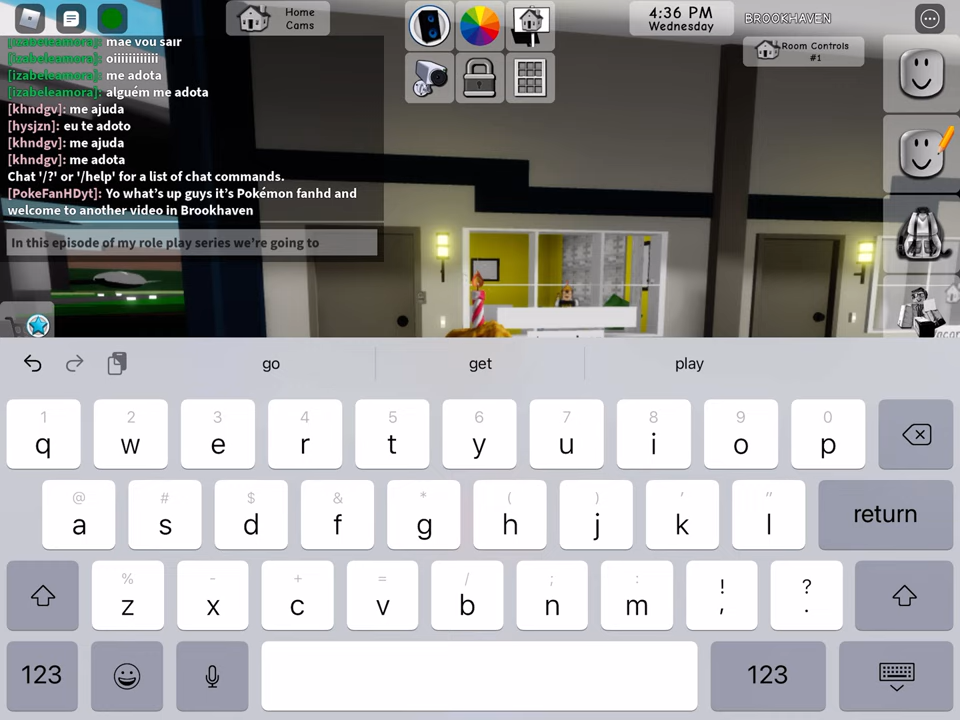 Home
Cams
4:36 PM
Wednesday
BROOKHAVEN
Room Controls
#1
[izabeleamora]: mae vou sair
[izabeleamora]: oiiiiiiiiiiii
[izabeleamora]: me adota
[izabeleamora]: alguém me adota
[khndgv]: me ajuda
[hysjzn]: eu te adoto
[khndgv]: me ajuda
[khndgv]: me adota
Chat '/?' or '/help' for a list of chat commands.
[PokeFanHDyt]: Yo what's up guys it's Pokémon fanhd and
welcome to another video in Brookhaven
In this episode of my role play series we're going to
go get play
1 2 3 4 5 6 7 8 9 0
q w e r t y u i o p
@ # $ & * ( ) ' "
a s d f g h j k l return
% - + = / ; : ! ?
z x c v b n m , .
123 123